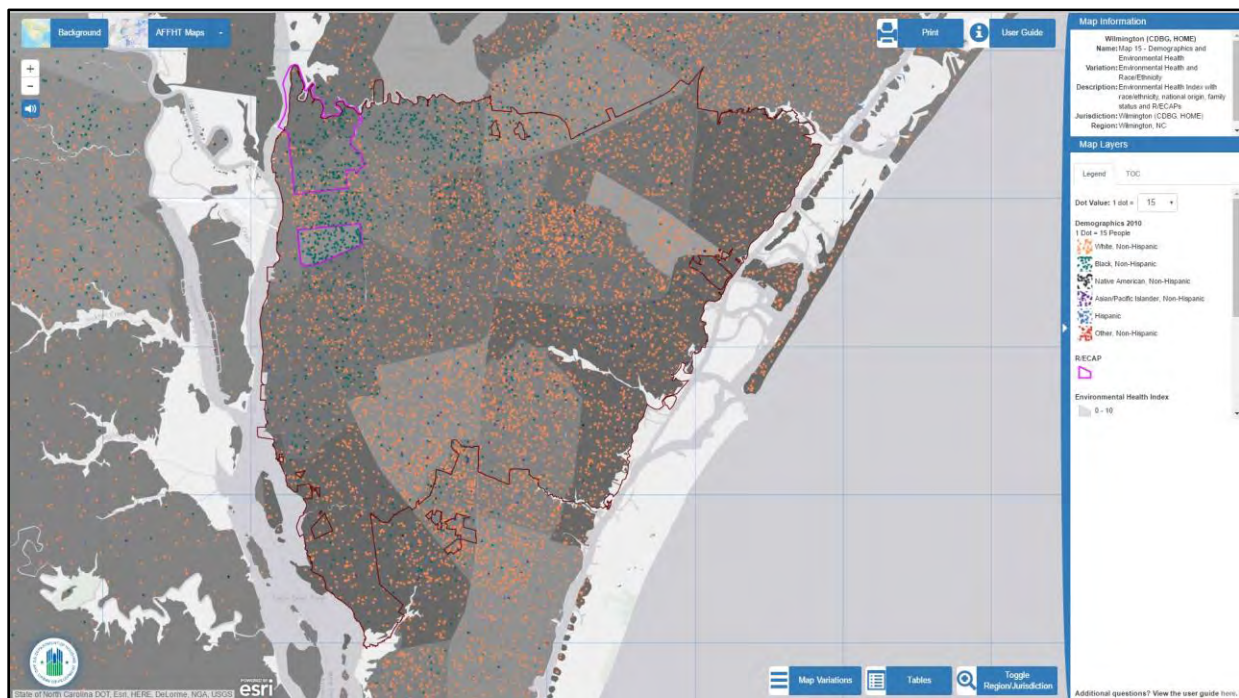 Background
AFFHT Maps
Print
User Guide
+
−
Map Information
Wilmington (CDBG, HOME)
Name: Map 15 - Demographics and
Environmental Health
Variation: Environmental Health and
Race/Ethnicity
Description: Environmental Health Index with
race/ethnicity, national origin, family
status and R/ECAPs
Jurisdiction: Wilmington (CDBG, HOME)
Region: Wilmington, NC
Map Layers
Legend
TOC
Dot Value: 1 dot = 15
Demographics 2010
1 Dot = 15 People
White, Non-Hispanic
Black, Non-Hispanic
Native American, Non-Hispanic
Asian/Pacific Islander, Non-Hispanic
Hispanic
Other, Non-Hispanic
R/ECAP
Environmental Health Index
0 - 10
State of North Carolina DOT, Esri, HERE, DeLorme, NGA, USGS
POWERED BY
esri
Map Variations
Tables
Toggle
Region/Jurisdiction
Additional questions? View the user guide here.